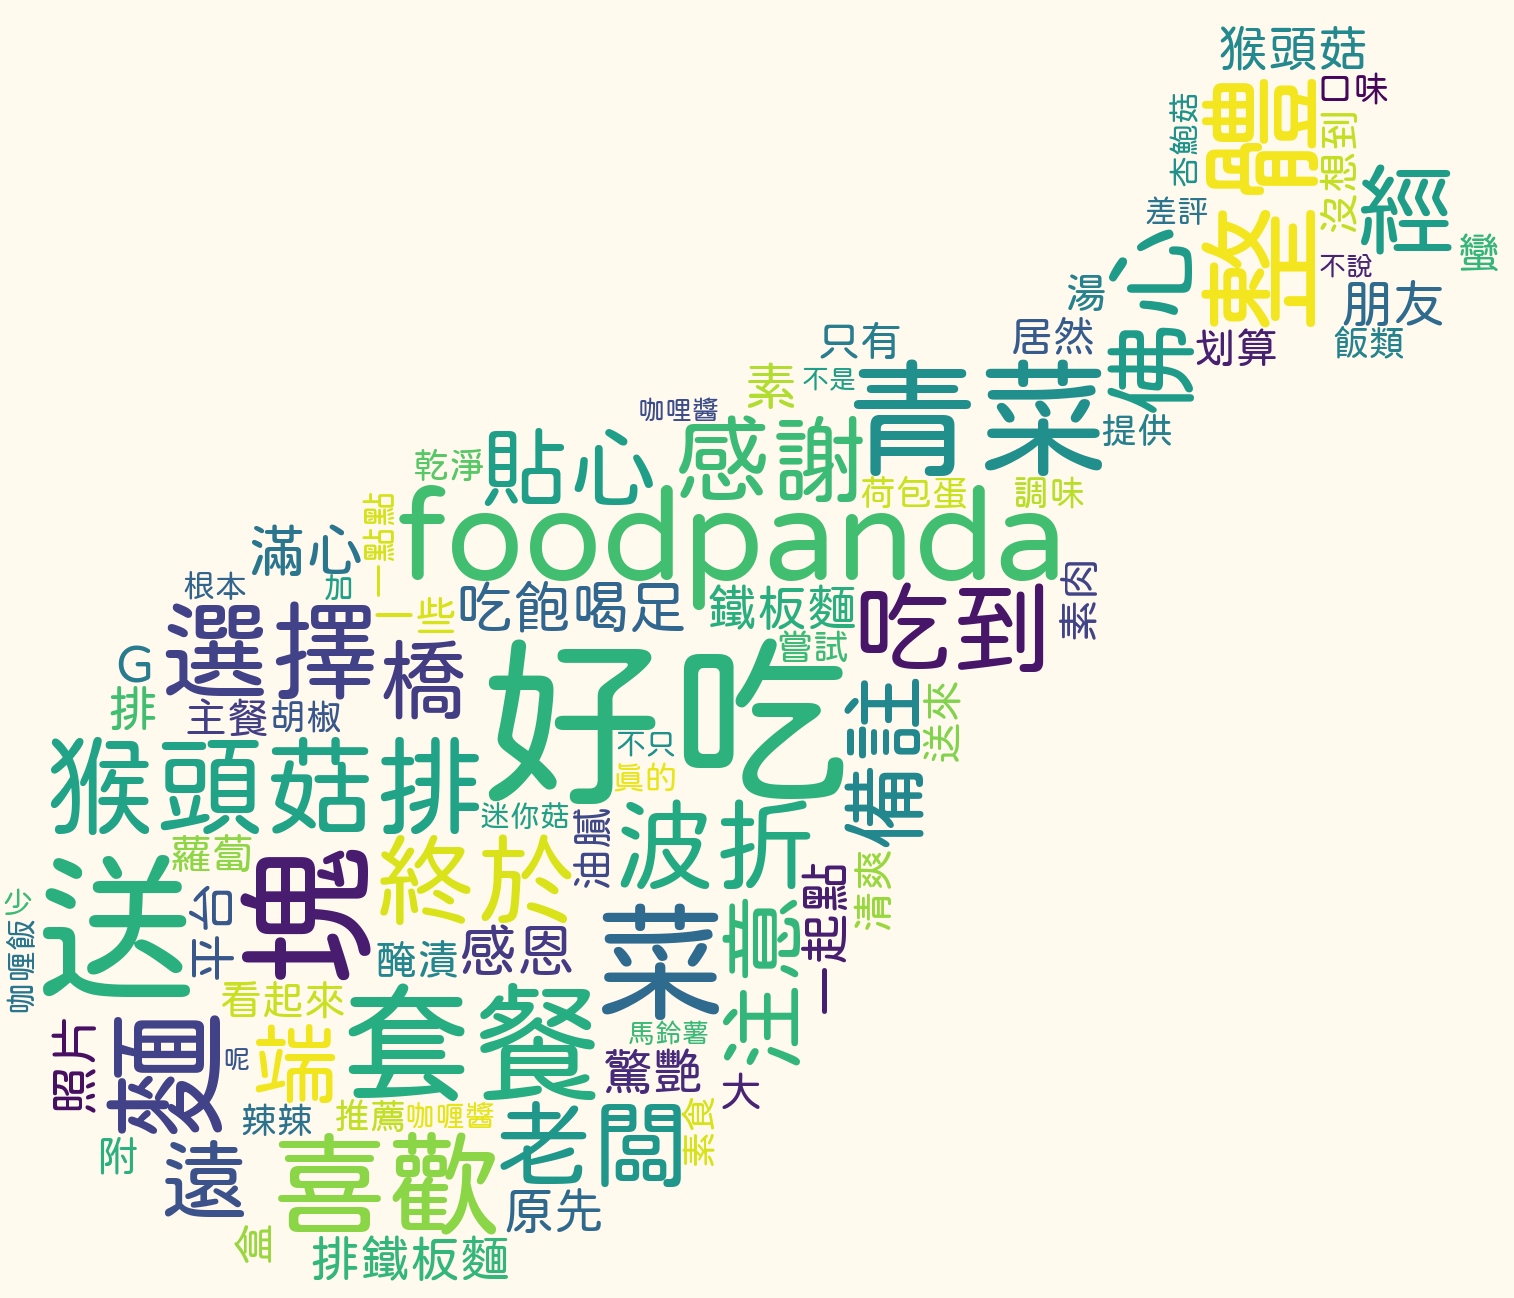 猴頭菇
口味
杏鮑菇
整體
沒想到
經
差評
佛心
蠻
不說
湯
朋友
只有
居然
划算
飯類
素
不是
青菜
咖哩醬
感謝
提供
貼心
乾淨
荷包蛋
調味
一點點
foodpanda
滿心
根本
加
一些
吃飽喝足
鐵板麵
吃到
素肉
選擇
橋
嘗試
G
好吃
排
主餐
胡椒
備註
送來
猴頭菇排
不只
真的
迷你菇
油膩
波折
蘿蔔
終於
塊
送
少
平台
一起點
清爽
咖喱飯
醃漬
感恩
菜
注意
看起來
套餐
馬鈴薯
照片
麵
呢
端
驚艷
大
辣辣
推薦
咖喱醬
老闆
素食
附
遠
喜歡
原先
盒
排鐵板麵